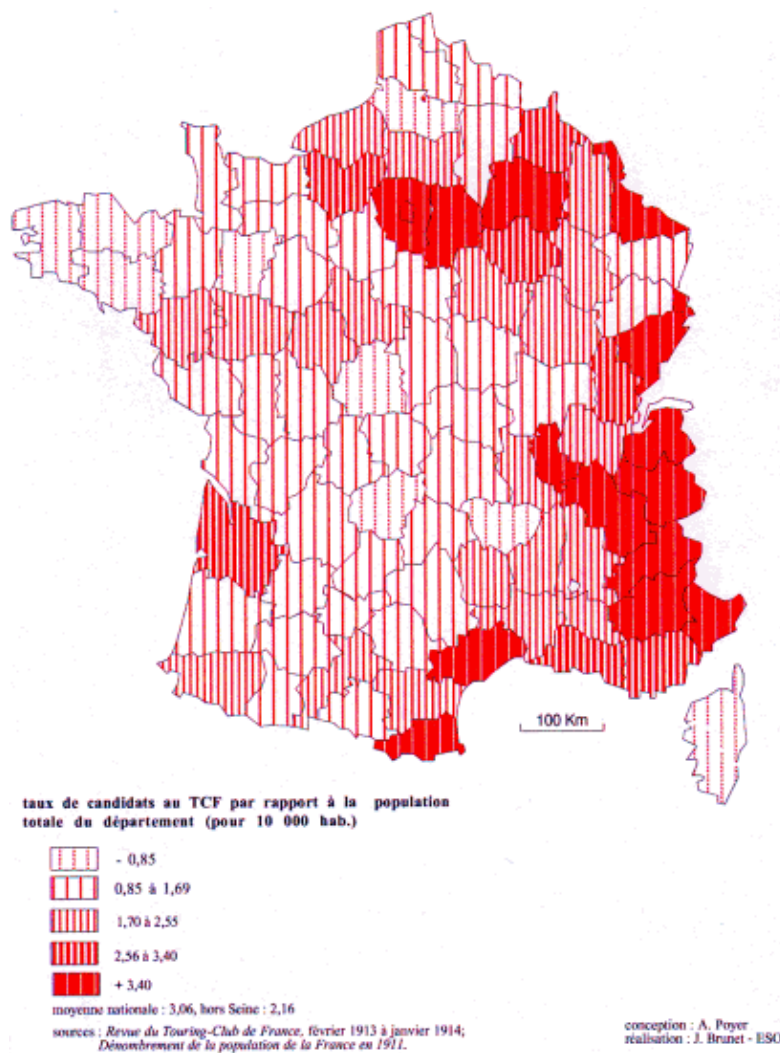 100 Km
taux de candidats au TCF par rapport à la population
totale du département (pour 10 000 hab.)
- 0,85
0,85 à 1,69
1,70 à 2,55
2,56 à 3,40
+ 3,40
moyenne nationale : 3,06, hors Seine : 2,16
sources : Revue du Touring-Club de France, février 1913 à janvier 1914;
Dénombrement de la population de la France en 1911.
conception : A. Poyer
réalisation : J. Brunet - ESO